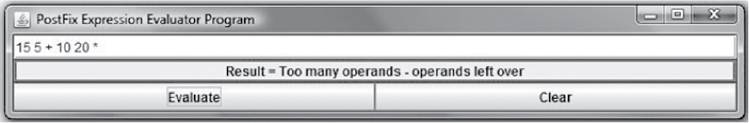 PostFix Expression Evaluator Program
15 5 + 10 20 *
Result = Too many operands - operands left over
Evaluate
Clear